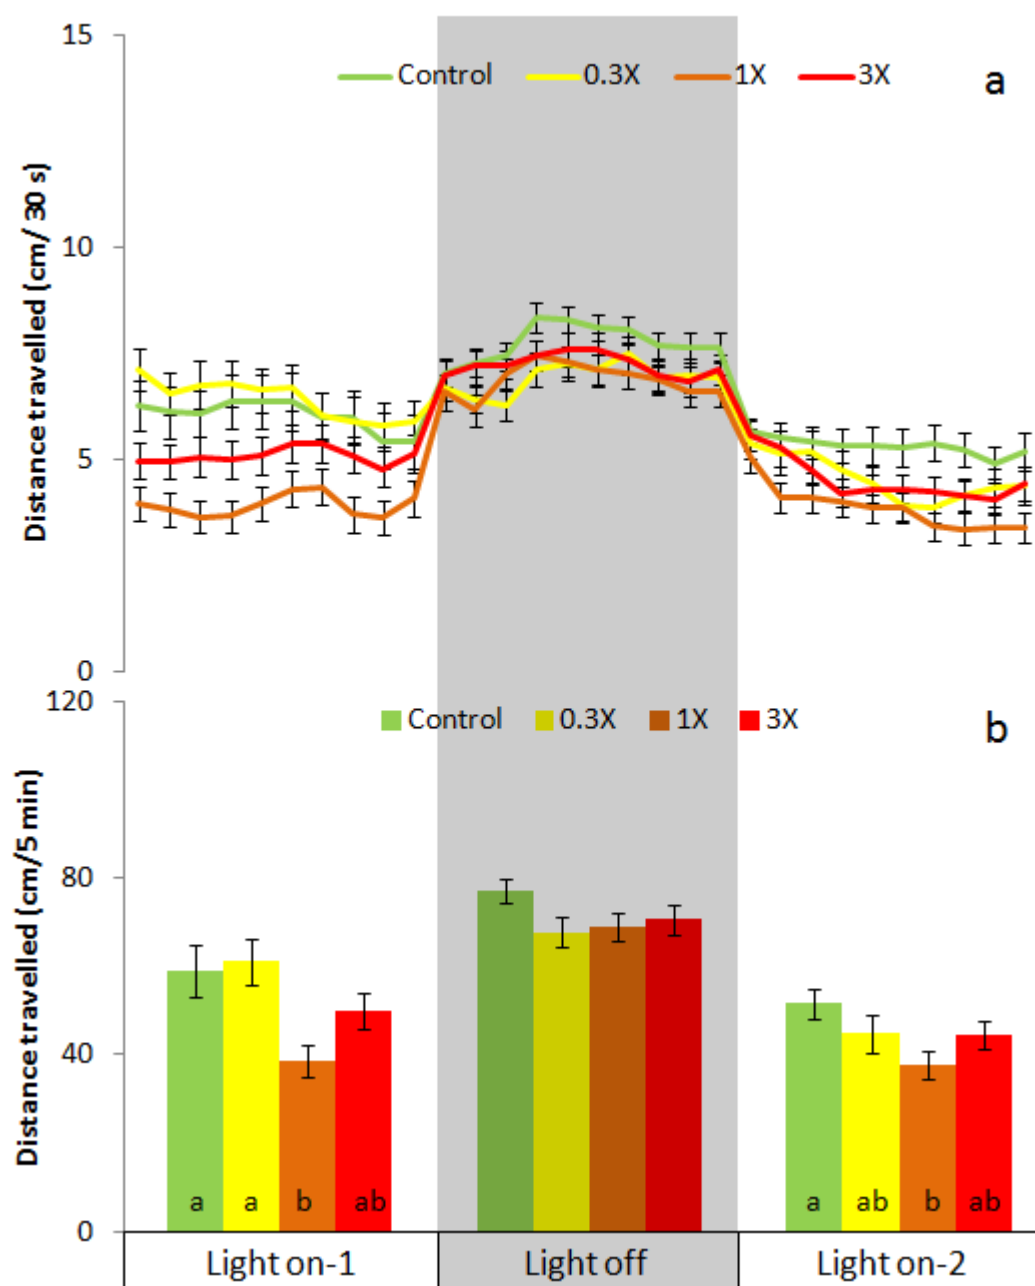 15
Control 0.3X 1X 3X
a
10
Distance travelled (cm/ 30 s)
5
0
120
Control 0.3X 1X 3X
b
80
Distance travelled (cm/5 min)
40
a a b ab a ab b ab
0
Light on-1 Light off Light on-2